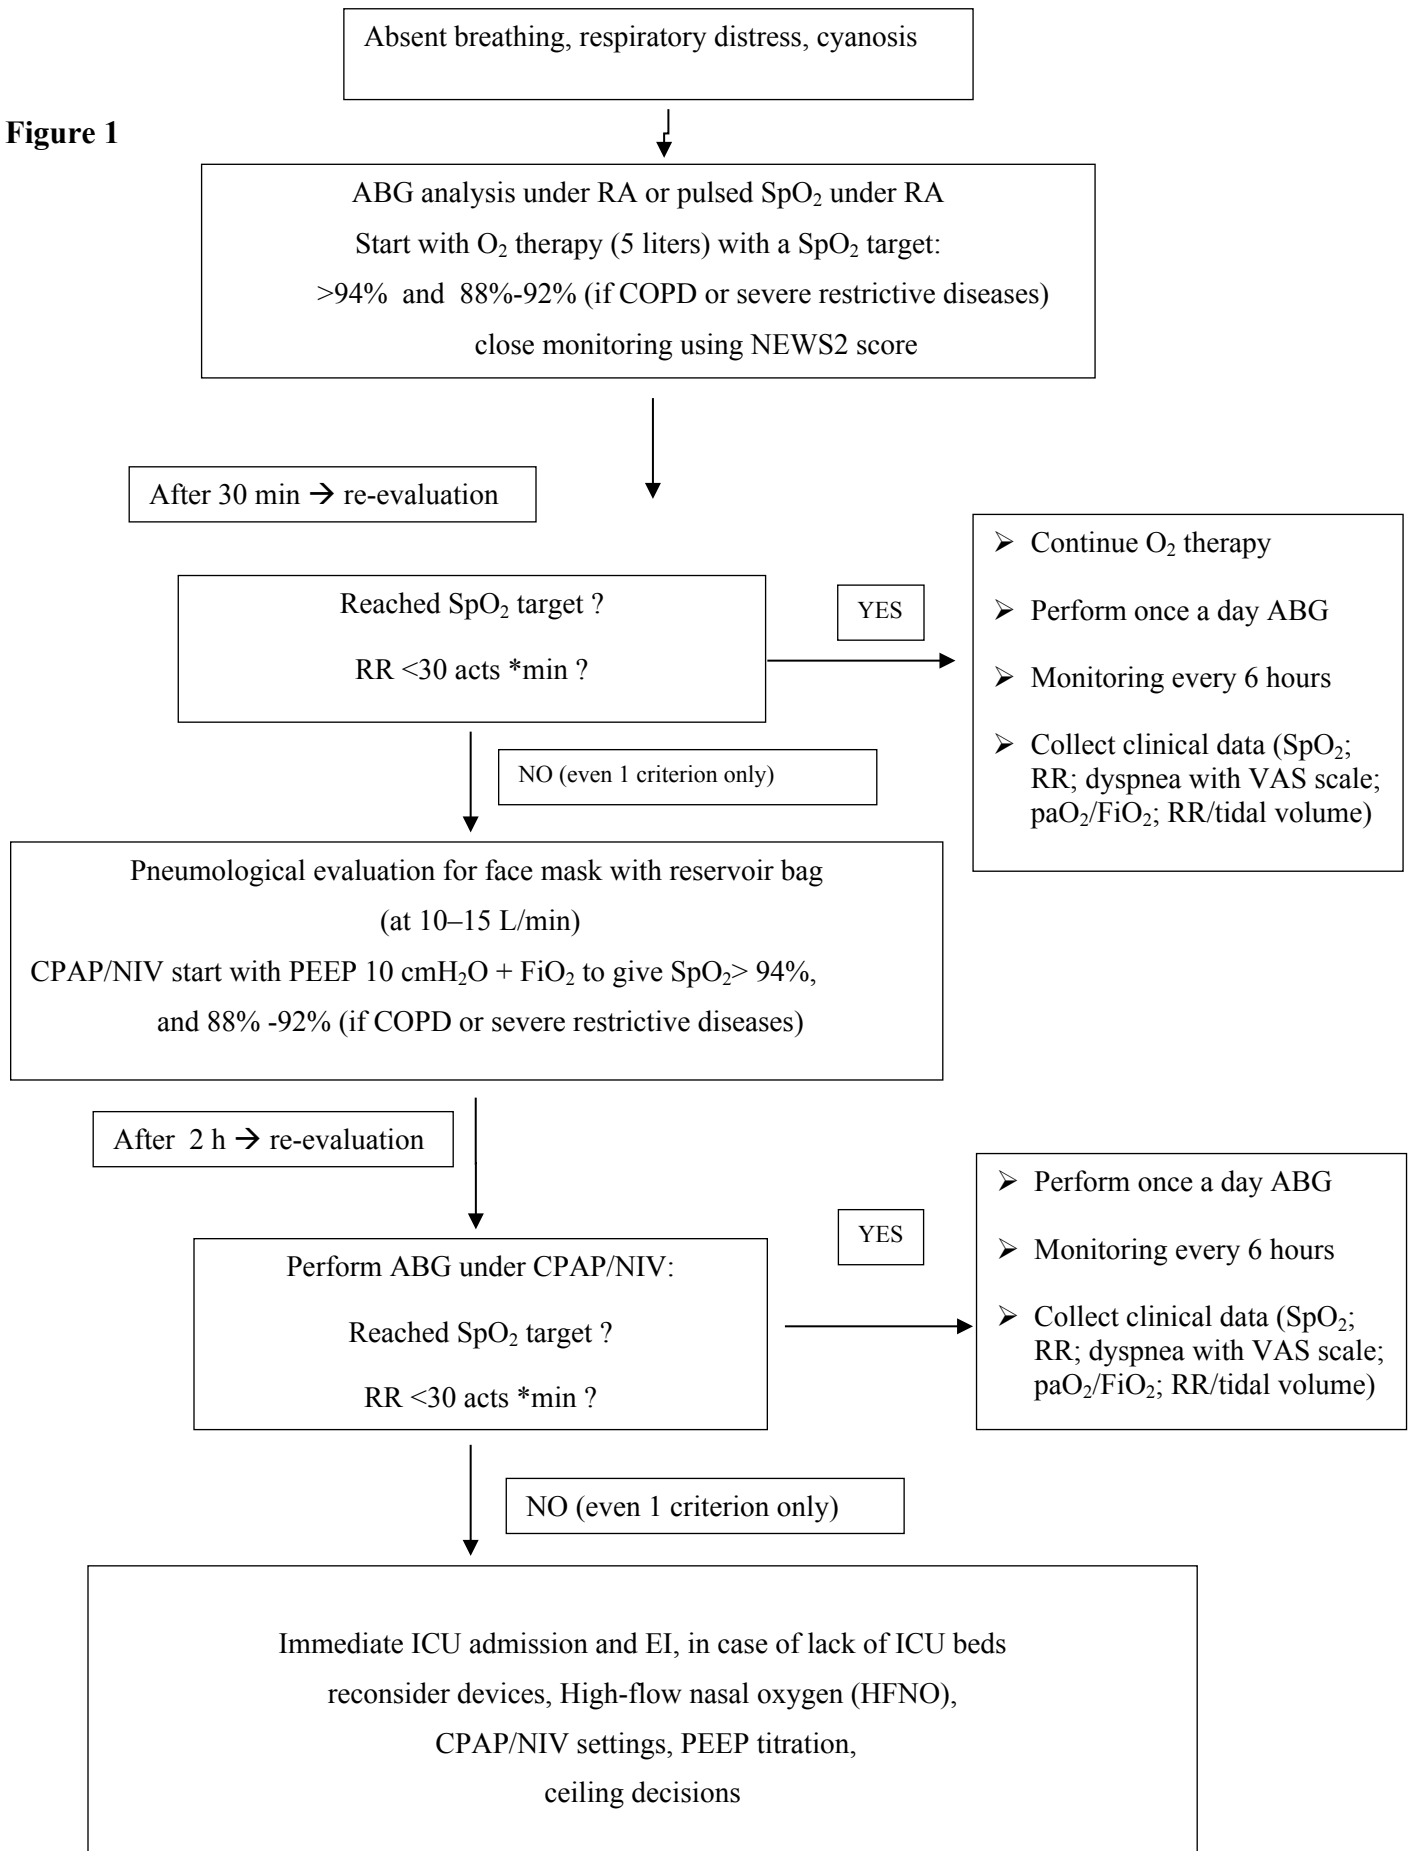 Absent breathing, respiratory distress, cyanosis
Figure 1
ABG analysis under RA or pulsed SpO₂ under RA
Start with O₂ therapy (5 liters) with a SpO₂ target:
>94% and 88%-92% (if COPD or severe restrictive diseases)
close monitoring using NEWS2 score
After 30 min → re-evaluation
Reached SpO₂ target ?
RR <30 acts *min ?
YES
➢ Continue O₂ therapy
➢ Perform once a day ABG
➢ Monitoring every 6 hours
➢ Collect clinical data (SpO₂;
RR; dyspnea with VAS scale;
paO₂/FiO₂; RR/tidal volume)
NO (even 1 criterion only)
Pneumological evaluation for face mask with reservoir bag
(at 10–15 L/min)
CPAP/NIV start with PEEP 10 cmH₂O + FiO₂ to give SpO₂> 94%,
and 88% -92% (if COPD or severe restrictive diseases)
After 2 h → re-evaluation
Perform ABG under CPAP/NIV:
Reached SpO₂ target ?
RR <30 acts *min ?
YES
➢ Perform once a day ABG
➢ Monitoring every 6 hours
➢ Collect clinical data (SpO₂;
RR; dyspnea with VAS scale;
paO₂/FiO₂; RR/tidal volume)
NO (even 1 criterion only)
Immediate ICU admission and EI, in case of lack of ICU beds
reconsider devices, High-flow nasal oxygen (HFNO),
CPAP/NIV settings, PEEP titration,
ceiling decisions